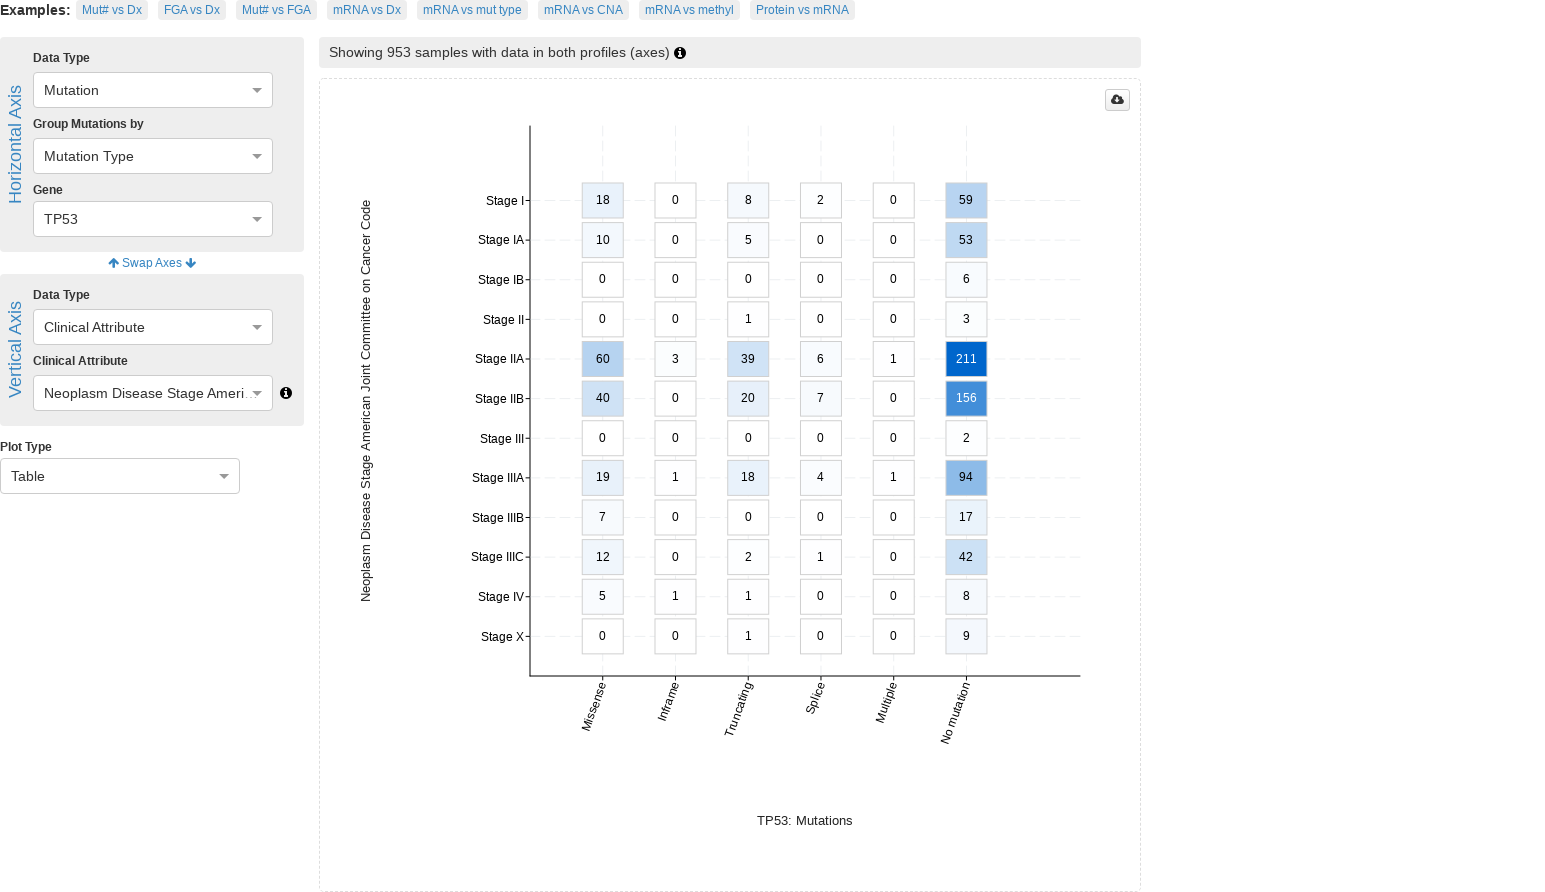 Examples: Mut# vs Dx FGA vs Dx Mut# vs FGA mRNA vs Dx mRNA vs mut type mRNA vs CNA mRNA vs methyl Protein vs mRNA
Horizontal Axis
Data Type
Mutation
Group Mutations by
Mutation Type
Gene
TP53
Swap Axes
Vertical Axis
Data Type
Clinical Attribute
Clinical Attribute
Neoplasm Disease Stage Ameri...
Plot Type
Table
Showing 953 samples with data in both profiles (axes)
Neoplasm Disease Stage American Joint Committee on Cancer Code
Stage I 18 0 8 2 0 59
Stage IA 10 0 5 0 0 53
Stage IB 0 0 0 0 0 6
Stage II 0 0 1 0 0 3
Stage IIA 60 3 39 6 1 211
Stage IIB 40 0 20 7 0 156
Stage III 0 0 0 0 0 2
Stage IIIA 19 1 18 4 1 94
Stage IIIB 7 0 0 0 0 17
Stage IIIC 12 0 2 1 0 42
Stage IV 5 1 1 0 0 8
Stage X 0 0 1 0 0 9
Missense Inframe Truncating Splice Multiple No mutation
TP53: Mutations